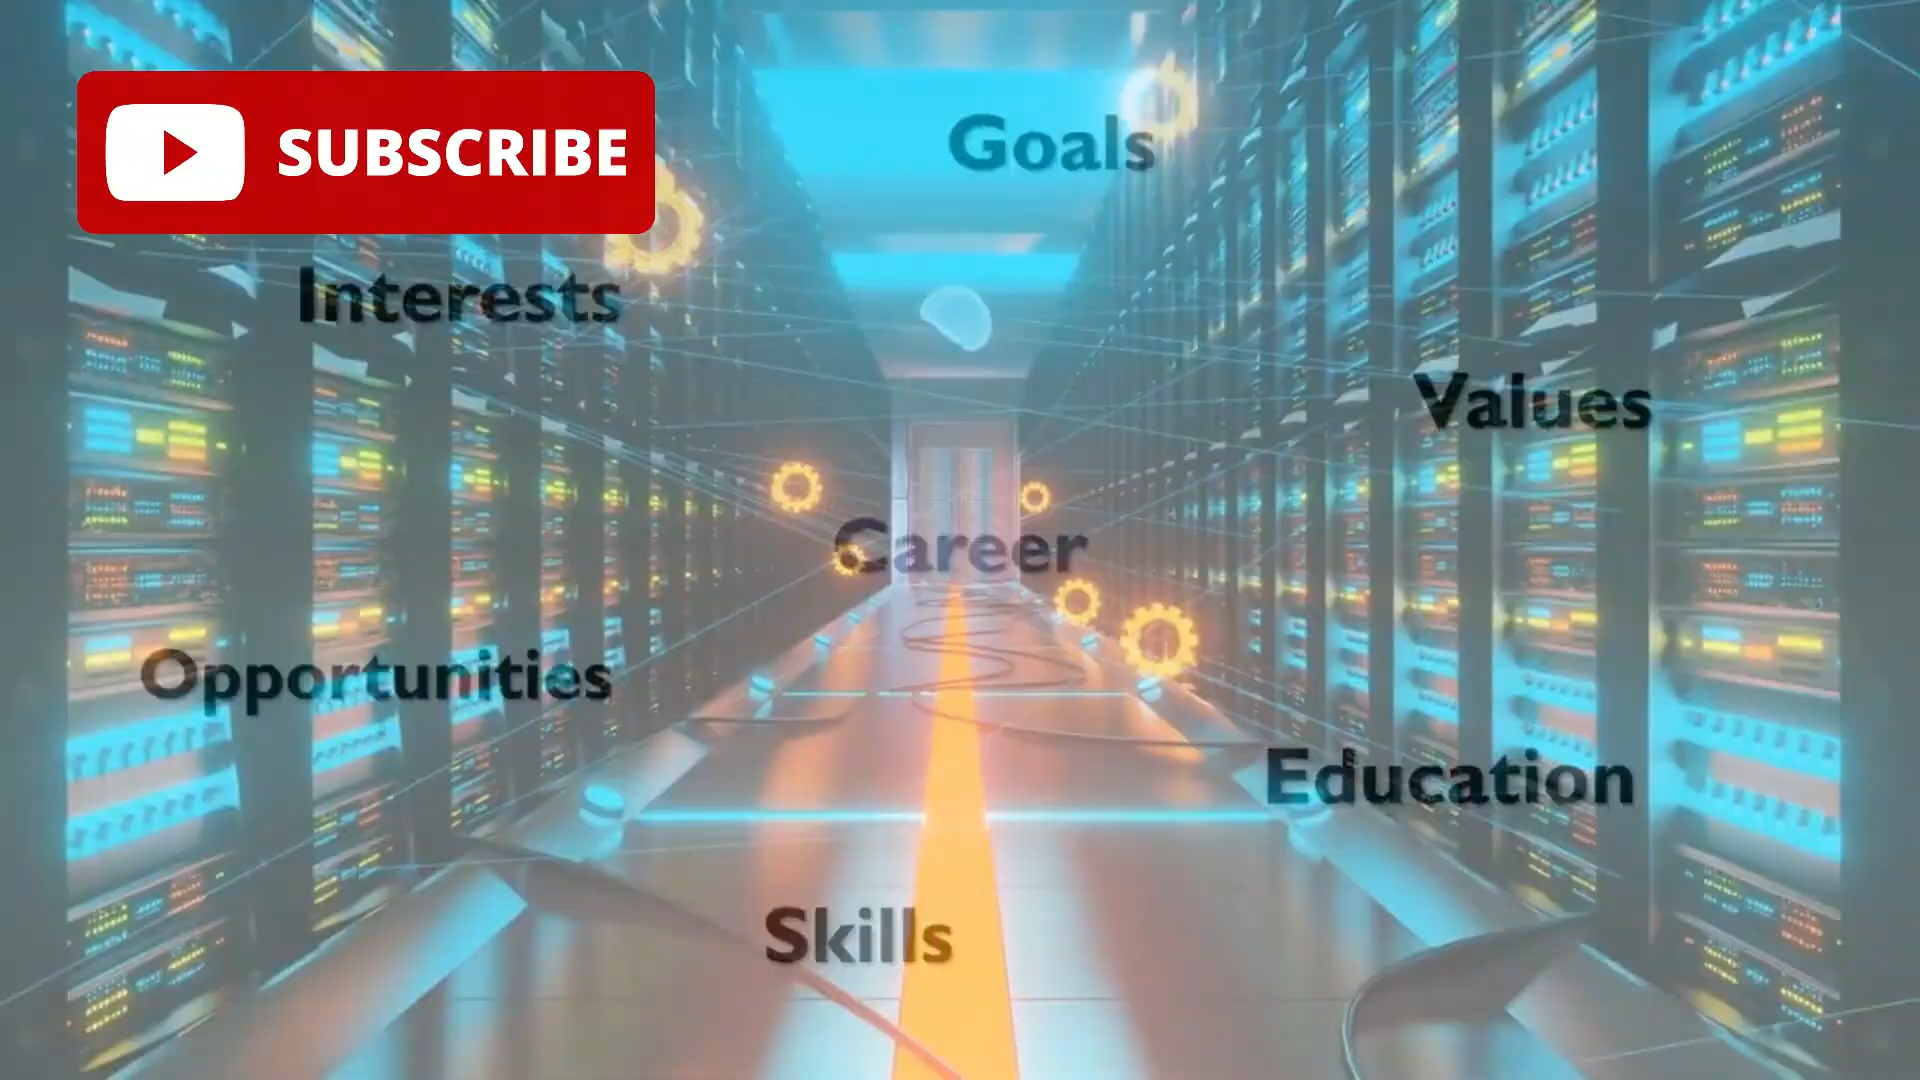 SUBSCRIBE
Goals
Interests
Values
Career
Opportunities
Education
Skills